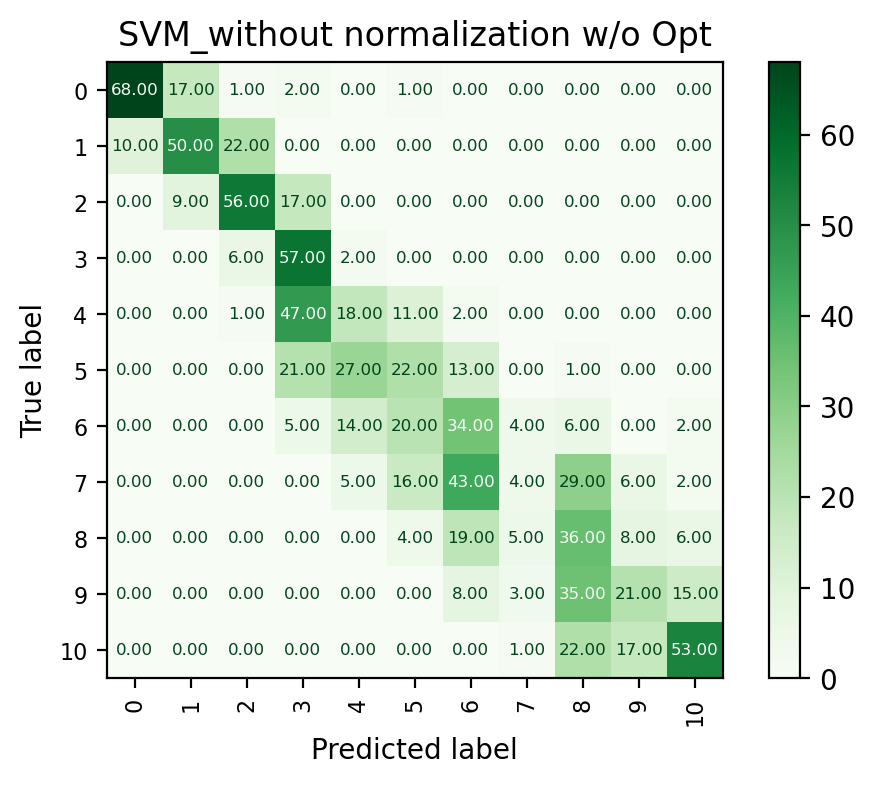 SVM_without normalization w/o Opt
0 68.00 17.00 1.00 2.00 0.00 1.00 0.00 0.00 0.00 0.00 0.00
1 10.00 50.00 22.00 0.00 0.00 0.00 0.00 0.00 0.00 0.00 0.00
2 0.00 9.00 56.00 17.00 0.00 0.00 0.00 0.00 0.00 0.00 0.00
3 0.00 0.00 6.00 57.00 2.00 0.00 0.00 0.00 0.00 0.00 0.00
4 0.00 0.00 1.00 47.00 18.00 11.00 2.00 0.00 0.00 0.00 0.00
5 0.00 0.00 0.00 21.00 27.00 22.00 13.00 0.00 1.00 0.00 0.00
6 0.00 0.00 0.00 5.00 14.00 20.00 34.00 4.00 6.00 0.00 2.00
7 0.00 0.00 0.00 0.00 5.00 16.00 43.00 4.00 29.00 6.00 2.00
8 0.00 0.00 0.00 0.00 0.00 4.00 19.00 5.00 36.00 8.00 6.00
9 0.00 0.00 0.00 0.00 0.00 0.00 8.00 3.00 35.00 21.00 15.00
10 0.00 0.00 0.00 0.00 0.00 0.00 0.00 1.00 22.00 17.00 53.00
0 1 2 3 4 5 6 7 8 9 10
Predicted label
True label
60
50
40
30
20
10
0